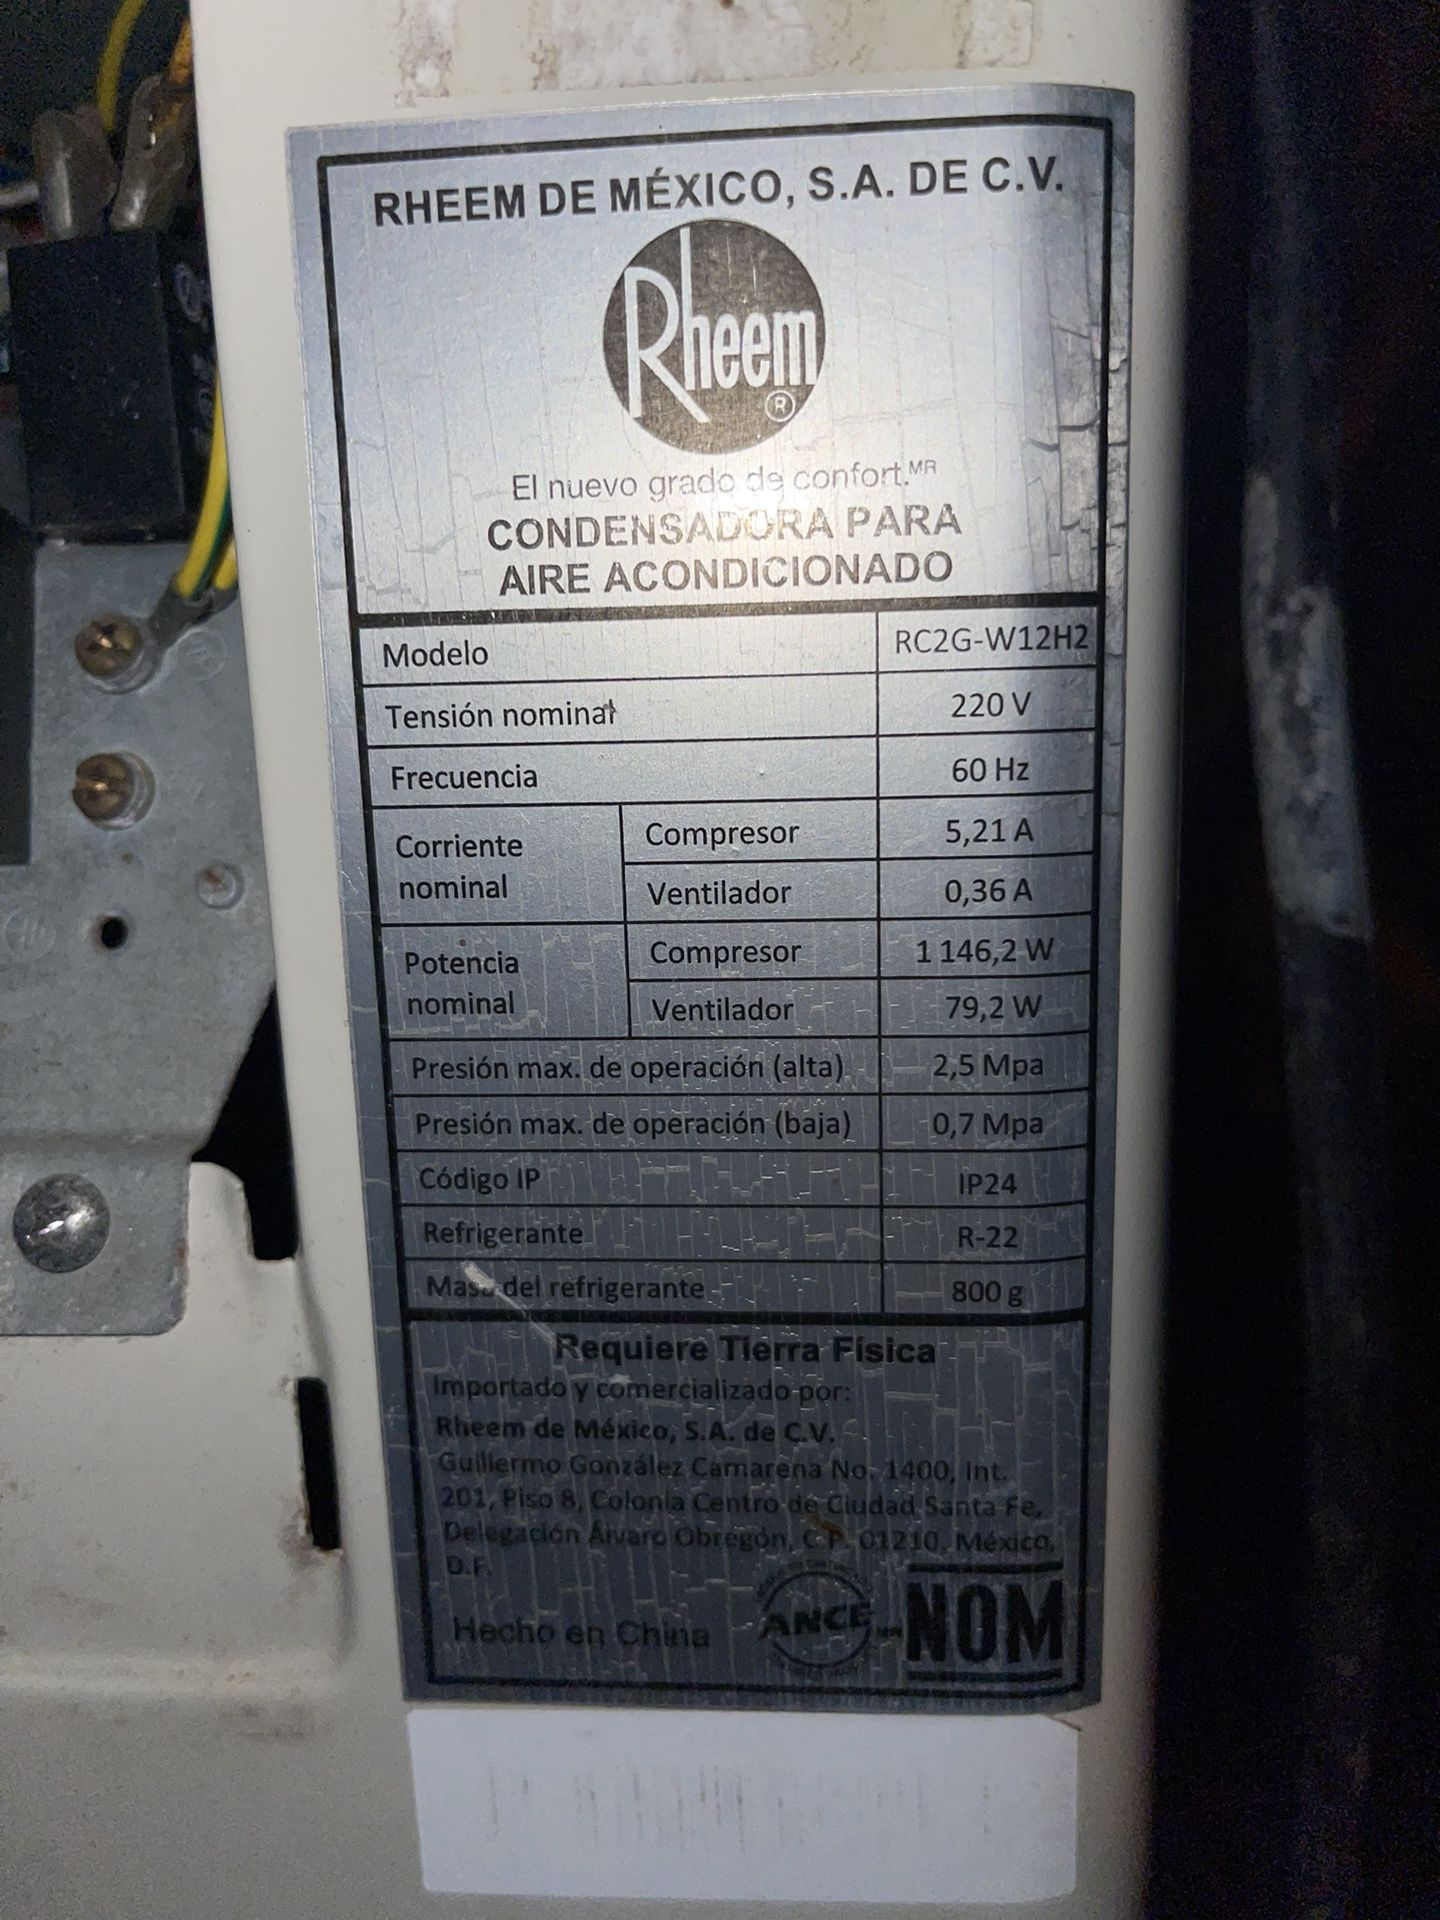 RHEEM DE MÉXICO, S.A. DE C.V.
Rheem ®
El nuevo grado de confort.MR
CONDENSADORA PARA
AIRE ACONDICIONADO
Modelo RC2G-W12H2
Tensión nominal 220 V
Frecuencia 60 Hz
Corriente nominal Compresor 5,21 A
Ventilador 0,36 A
Potencia nominal Compresor 1 146,2 W
Ventilador 79,2 W
Presión max. de operación (alta) 2,5 Mpa
Presión max. de operación (baja) 0,7 Mpa
Código IP IP24
Refrigerante R-22
Masa del refrigerante 800 g
Requiere Tierra Física
Importado y comercializado por:
Rheem de México, S.A. de C.V.
Guillermo González Camarena No. 1400, Int.
201, Piso 8, Colonia Centro de Ciudad Santa Fe,
Delegación Álvaro Obregón, C.P. 01210, México,
D.F.
Hecho en China ANCE NOM